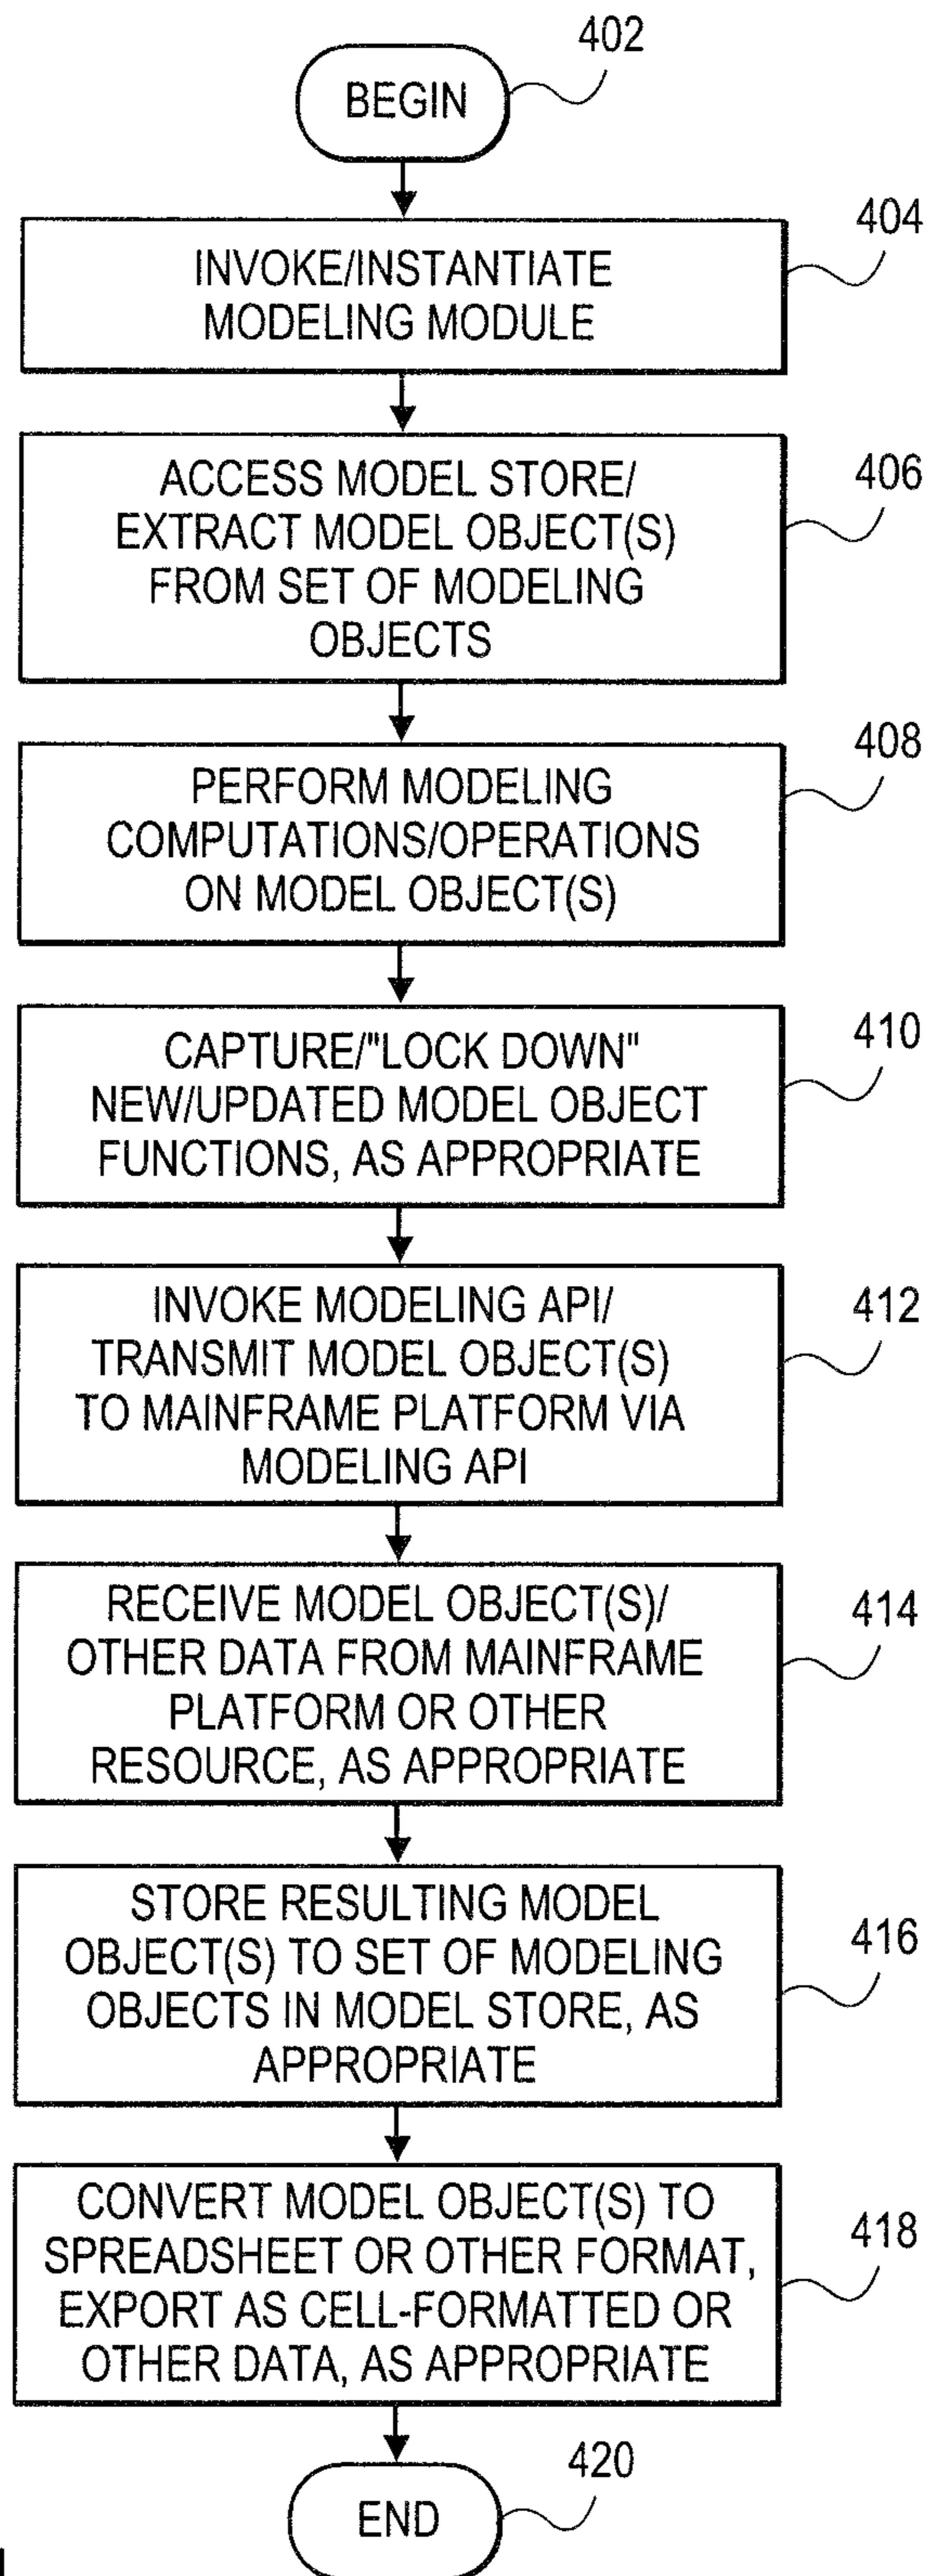 402
BEGIN
404
INVOKE/INSTANTIATE
MODELING MODULE
406
ACCESS MODEL STORE/
EXTRACT MODEL OBJECT(S)
FROM SET OF MODELING
OBJECTS
408
PERFORM MODELING
COMPUTATIONS/OPERATIONS
ON MODEL OBJECT(S)
410
CAPTURE/"LOCK DOWN"
NEW/UPDATED MODEL OBJECT
FUNCTIONS, AS APPROPRIATE
412
INVOKE MODELING API/
TRANSMIT MODEL OBJECT(S)
TO MAINFRAME PLATFORM VIA
MODELING API
414
RECEIVE MODEL OBJECT(S)/
OTHER DATA FROM MAINFRAME
PLATFORM OR OTHER
RESOURCE, AS APPROPRIATE
416
STORE RESULTING MODEL
OBJECT(S) TO SET OF MODELING
OBJECTS IN MODEL STORE, AS
APPROPRIATE
418
CONVERT MODEL OBJECT(S) TO
SPREADSHEET OR OTHER FORMAT,
EXPORT AS CELL-FORMATTED OR
OTHER DATA, AS APPROPRIATE
420
END